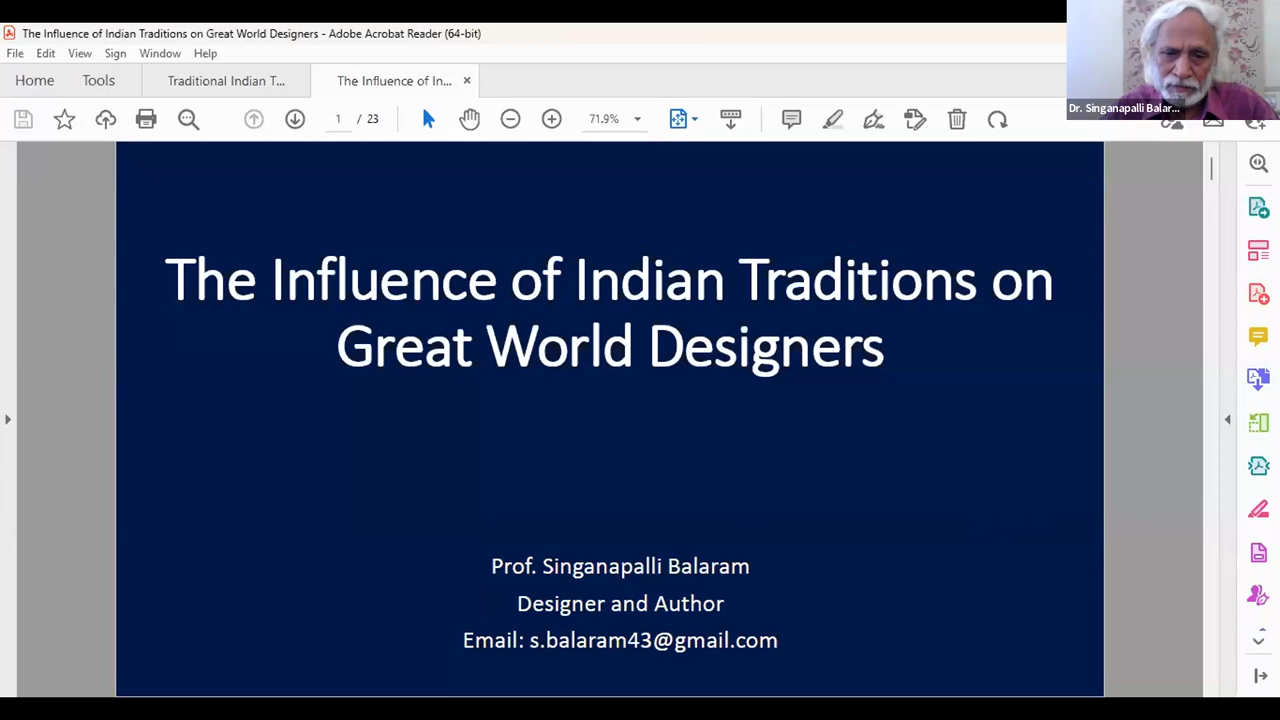 The Influence of Indian Traditions on Great World Designers - Adobe Acrobat Reader (64-bit)
File Edit View Sign Window Help
Home Tools Traditional Indian T... The Influence of In... ×
1 / 23 71.9%
Dr. Singanapalli Balar...
The Influence of Indian Traditions on
Great World Designers
Prof. Singanapalli Balaram
Designer and Author
Email: s.balaram43@gmail.com